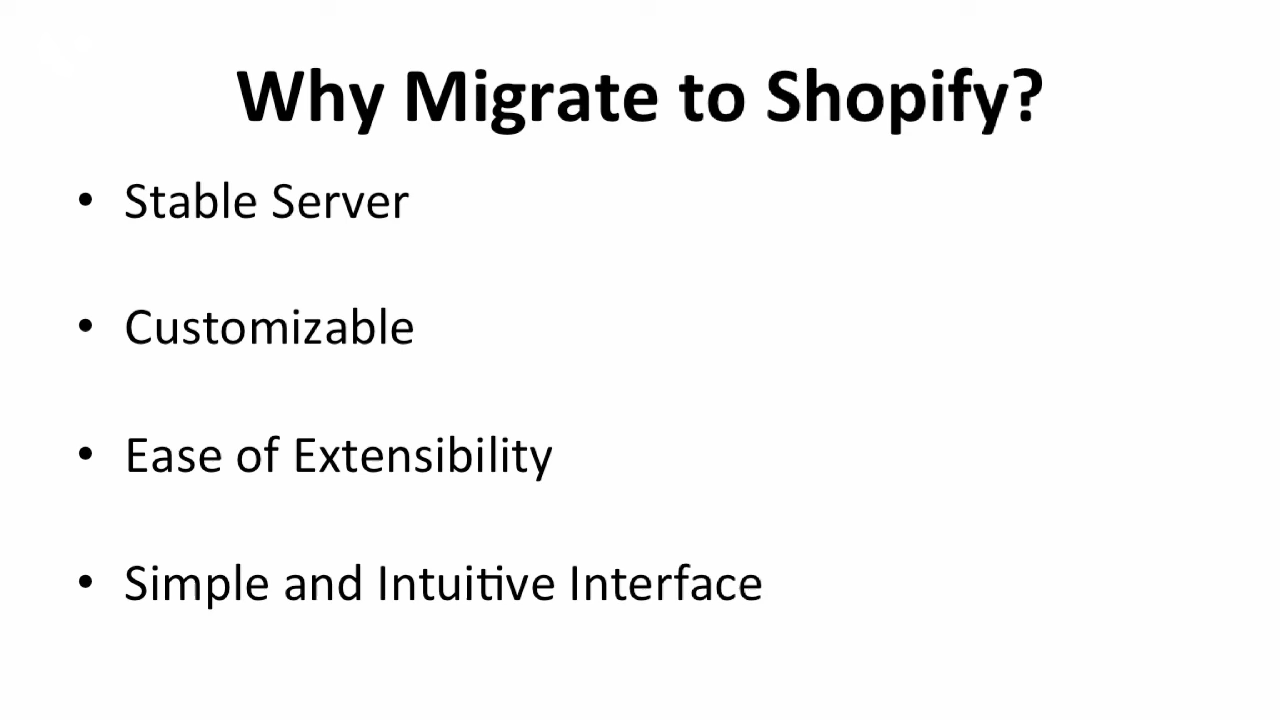 Why Migrate to Shopify?
• Stable Server
• Customizable
• Ease of Extensibility
• Simple and Intuitive Interface